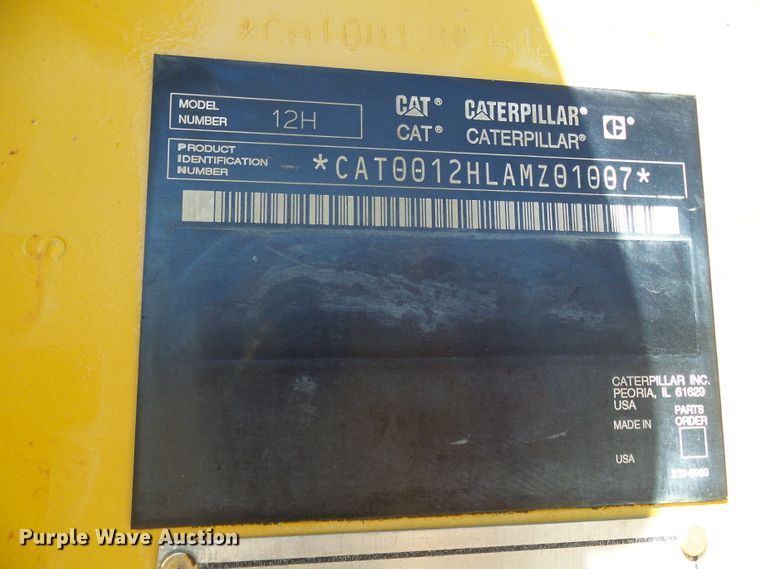 MODEL
NUMBER 12H
CAT® CATERPILLAR®
CAT® CATERPILLAR®
PRODUCT
IDENTIFICATION
NUMBER
*CAT0012HLAMZ01007*
CATERPILLAR INC.
PEORIA, IL 61629
USA
PARTS
MADE IN ORDER
USA
Purple Wave Auction